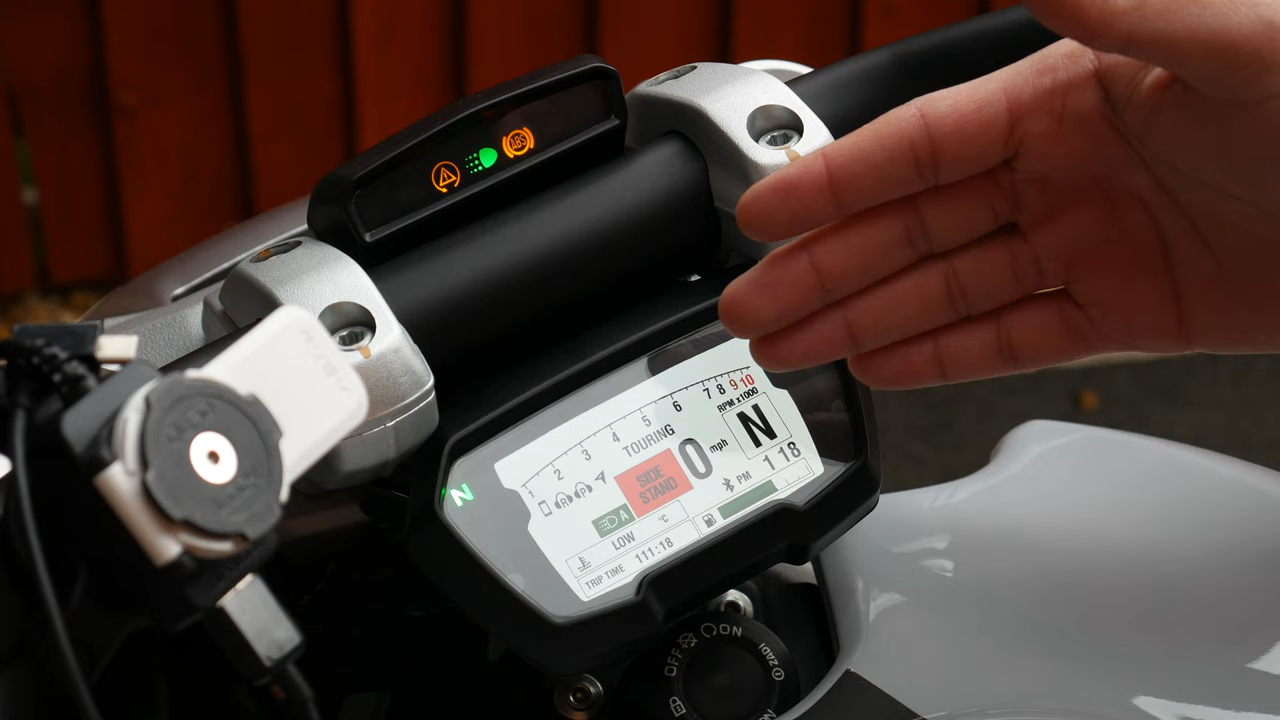 ABS
1 2 3 4 5 6 7 8 9 10
RPM x1000
TOURING
N
0 mph
R P
SIDE
STAND
N
A
PM 1 18
LOW °C
TRIP TIME 111:18
OFF ON
ZADI